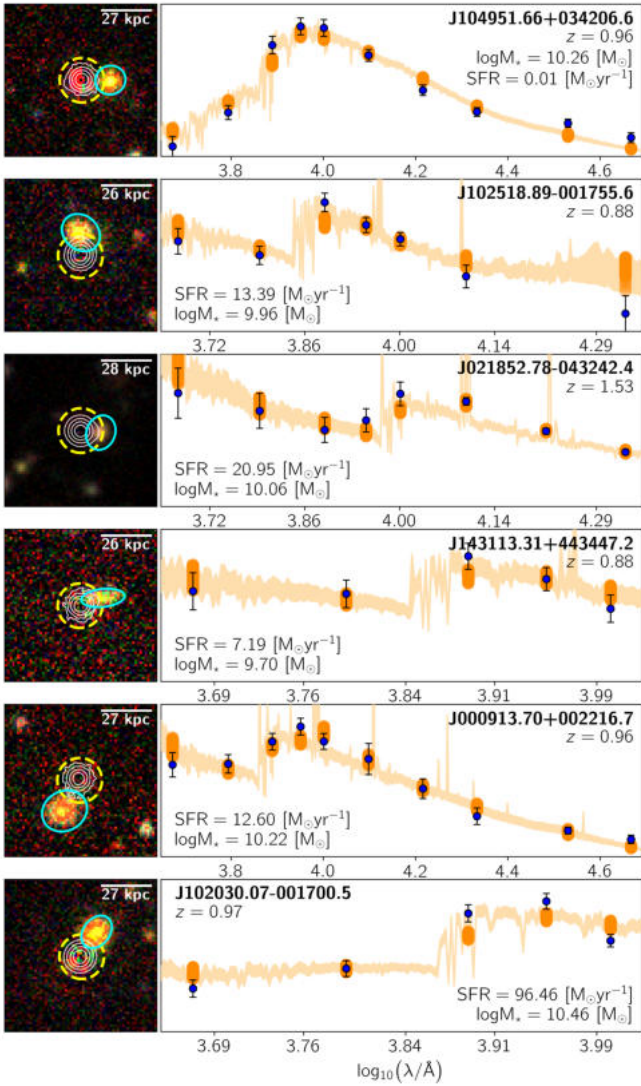 27 kpc
J104951.66+034206.6
z = 0.96
logM* = 10.26 [M⊙]
SFR = 0.01 [M⊙yr⁻¹]
3.8 4.0 4.2 4.4 4.6
26 kpc
J102518.89-001755.6
z = 0.88
SFR = 13.39 [M⊙yr⁻¹]
logM* = 9.96 [M⊙]
3.72 3.86 4.00 4.14 4.29
28 kpc
J021852.78-043242.4
z = 1.53
SFR = 20.95 [M⊙yr⁻¹]
logM* = 10.06 [M⊙]
3.72 3.86 4.00 4.14 4.29
26 kpc
J143113.31+443447.2
z = 0.88
SFR = 7.19 [M⊙yr⁻¹]
logM* = 9.70 [M⊙]
3.69 3.76 3.84 3.91 3.99
27 kpc
J000913.70+002216.7
z = 0.96
SFR = 12.60 [M⊙yr⁻¹]
logM* = 10.22 [M⊙]
3.8 4.0 4.2 4.4 4.6
27 kpc
J102030.07-001700.5
z = 0.97
SFR = 96.46 [M⊙yr⁻¹]
logM* = 10.46 [M⊙]
3.69 3.76 3.84 3.91 3.99
log₁₀(λ/Å)